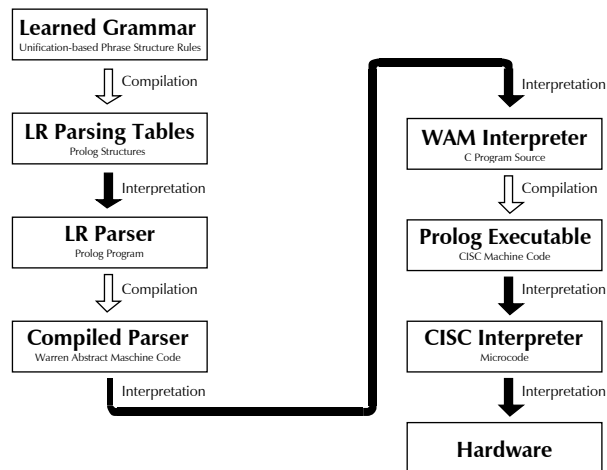 Learned Grammar
Unification-based Phrase Structure Rules
Compilation
LR Parsing Tables
Prolog Structures
Interpretation
LR Parser
Prolog Program
Compilation
Compiled Parser
Warren Abstract Maschine Code
Interpretation
Interpretation
WAM Interpreter
C Program Source
Compilation
Prolog Executable
CISC Machine Code
Interpretation
CISC Interpreter
Microcode
Interpretation
Hardware